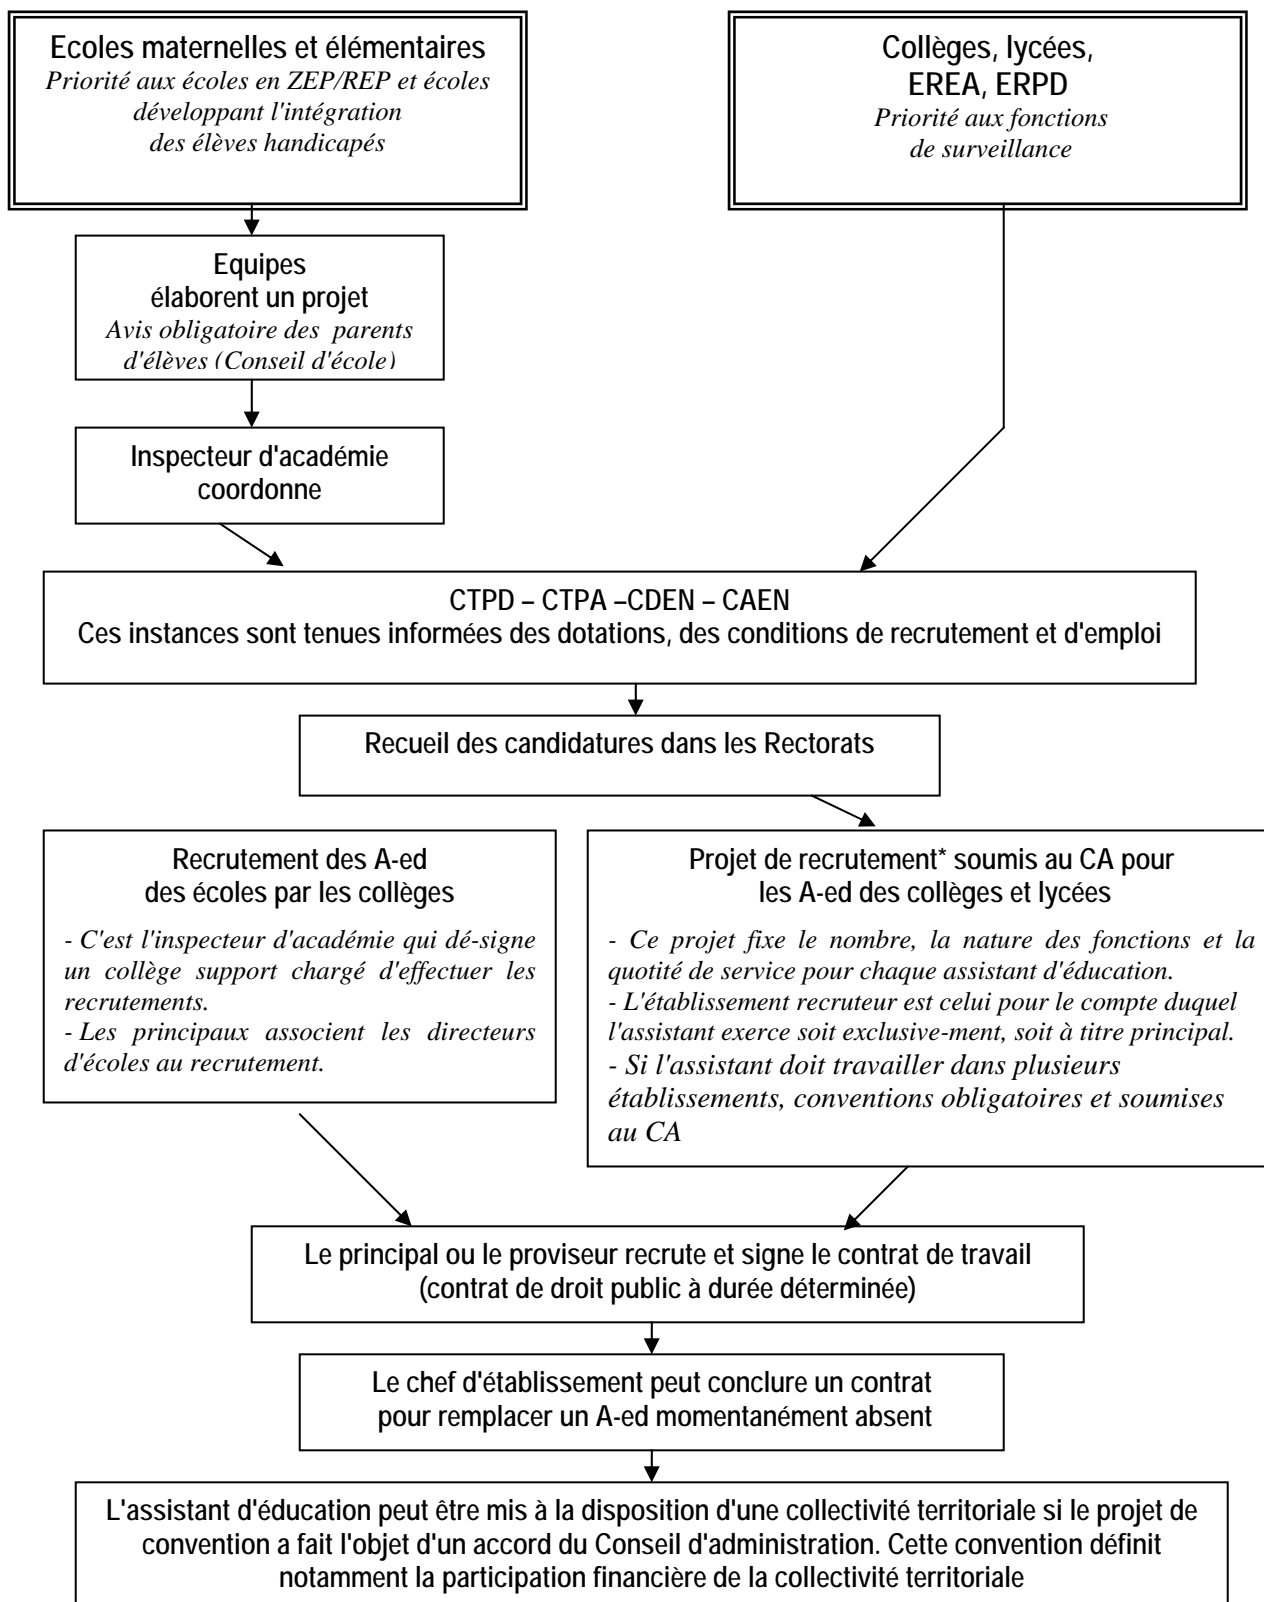 Ecoles maternelles et élémentaires
Priorité aux écoles en ZEP/REP et écoles
développant l'intégration
des élèves handicapés
Collèges, lycées,
EREA, ERPD
Priorité aux fonctions
de surveillance
Equipes
élaborent un projet
Avis obligatoire des parents
d'élèves (Conseil d'école)
Inspecteur d'académie
coordonne
CTPD – CTPA –CDEN – CAEN
Ces instances sont tenues informées des dotations, des conditions de recrutement et d'emploi
Recueil des candidatures dans les Rectorats
Recrutement des A-ed
des écoles par les collèges
- C'est l'inspecteur d'académie qui dé-signe
un collège support chargé d'effectuer les
recrutements.
- Les principaux associent les directeurs
d'écoles au recrutement.
Projet de recrutement* soumis au CA pour
les A-ed des collèges et lycées
- Ce projet fixe le nombre, la nature des fonctions et la
quotité de service pour chaque assistant d'éducation.
- L'établissement recruteur est celui pour le compte duquel
l'assistant exerce soit exclusive-ment, soit à titre principal.
- Si l'assistant doit travailler dans plusieurs
établissements, conventions obligatoires et soumises
au CA
Le principal ou le proviseur recrute et signe le contrat de travail
(contrat de droit public à durée déterminée)
Le chef d'établissement peut conclure un contrat
pour remplacer un A-ed momentanément absent
L'assistant d'éducation peut être mis à la disposition d'une collectivité territoriale si le projet de
convention a fait l'objet d'un accord du Conseil d'administration. Cette convention définit
notamment la participation financière de la collectivité territoriale